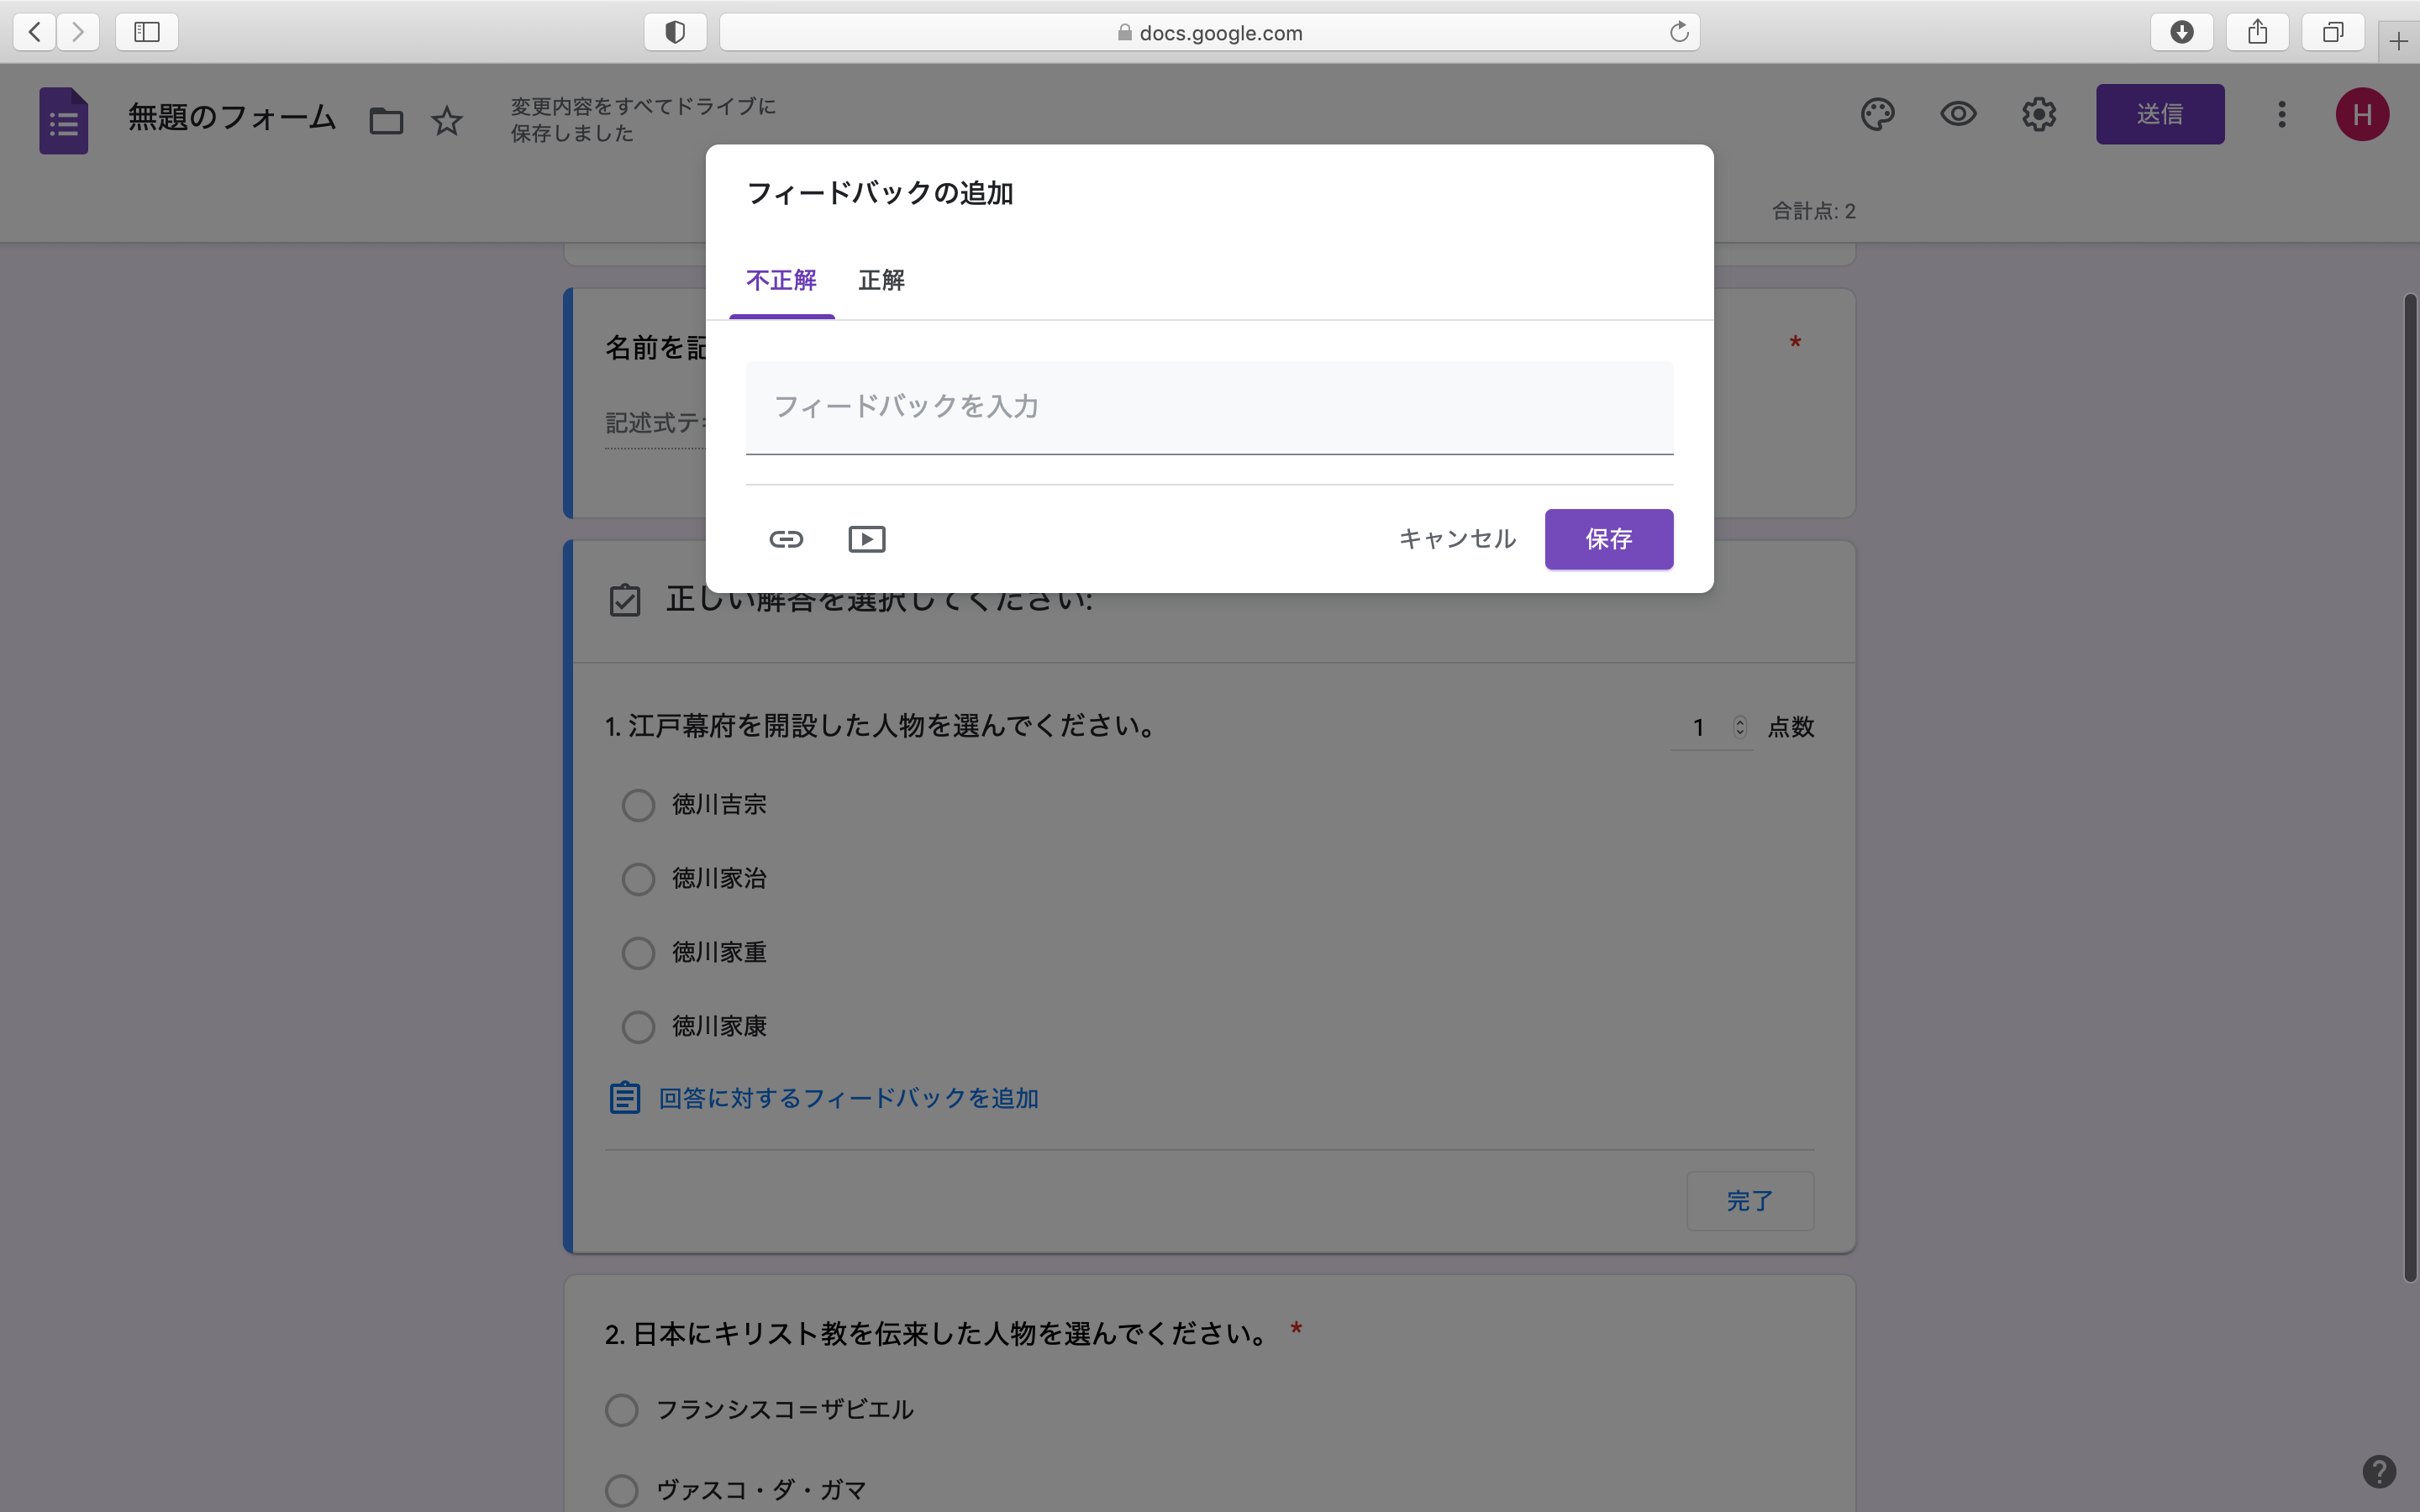 docs.google.com
無題のフォーム
変更内容をすべてドライブに
保存しました
送信
H
合計点: 2
フィードバックの追加
不正解 正解
フィードバックを入力
キャンセル 保存
名前を記
*
記述式テ
正しい解答を選択してください:
1. 江戸幕府を開設した人物を選んでください。
1 点数
徳川吉宗
徳川家治
徳川家重
徳川家康
回答に対するフィードバックを追加
完了
2. 日本にキリスト教を伝来した人物を選んでください。 *
フランシスコ＝ザビエル
ヴァスコ・ダ・ガマ